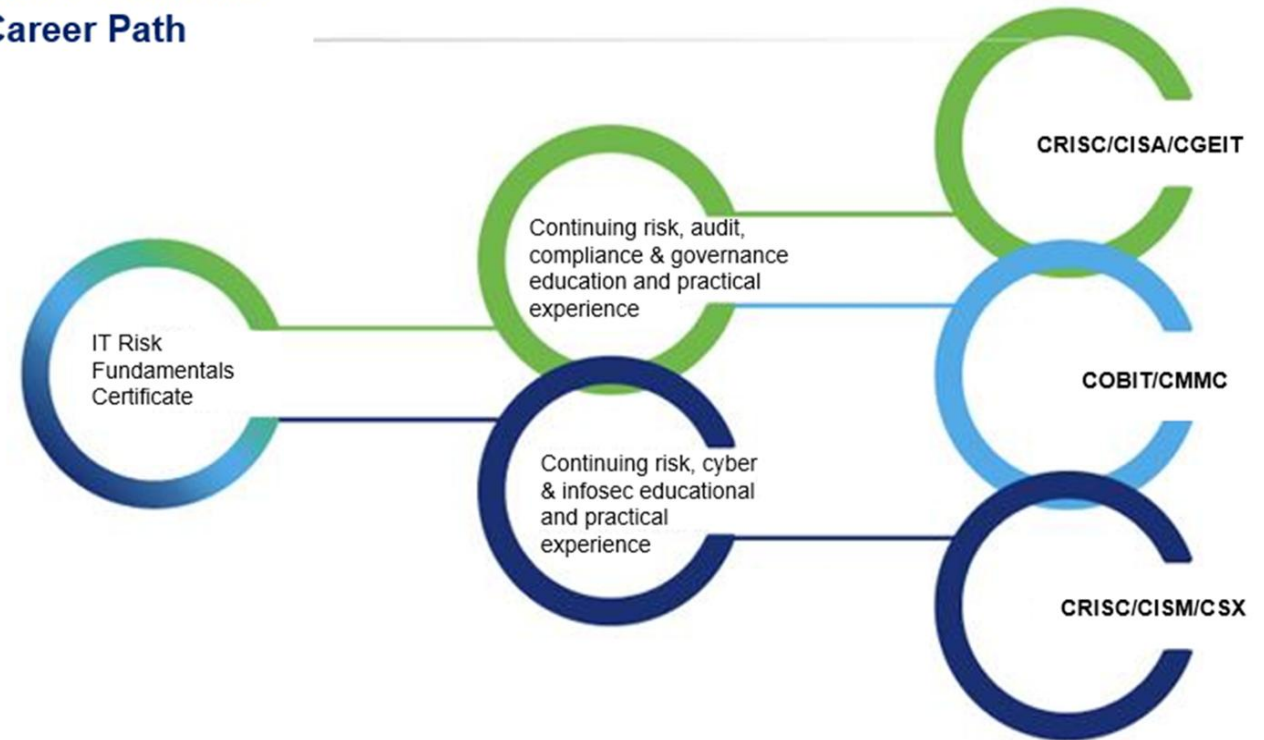 Career Path
CRISC/CISA/CGEIT
Continuing risk, audit,
compliance & governance
education and practical
experience
IT Risk
Fundamentals
Certificate
COBIT/CMMC
Continuing risk, cyber
& infosec educational
and practical
experience
CRISC/CISM/CSX